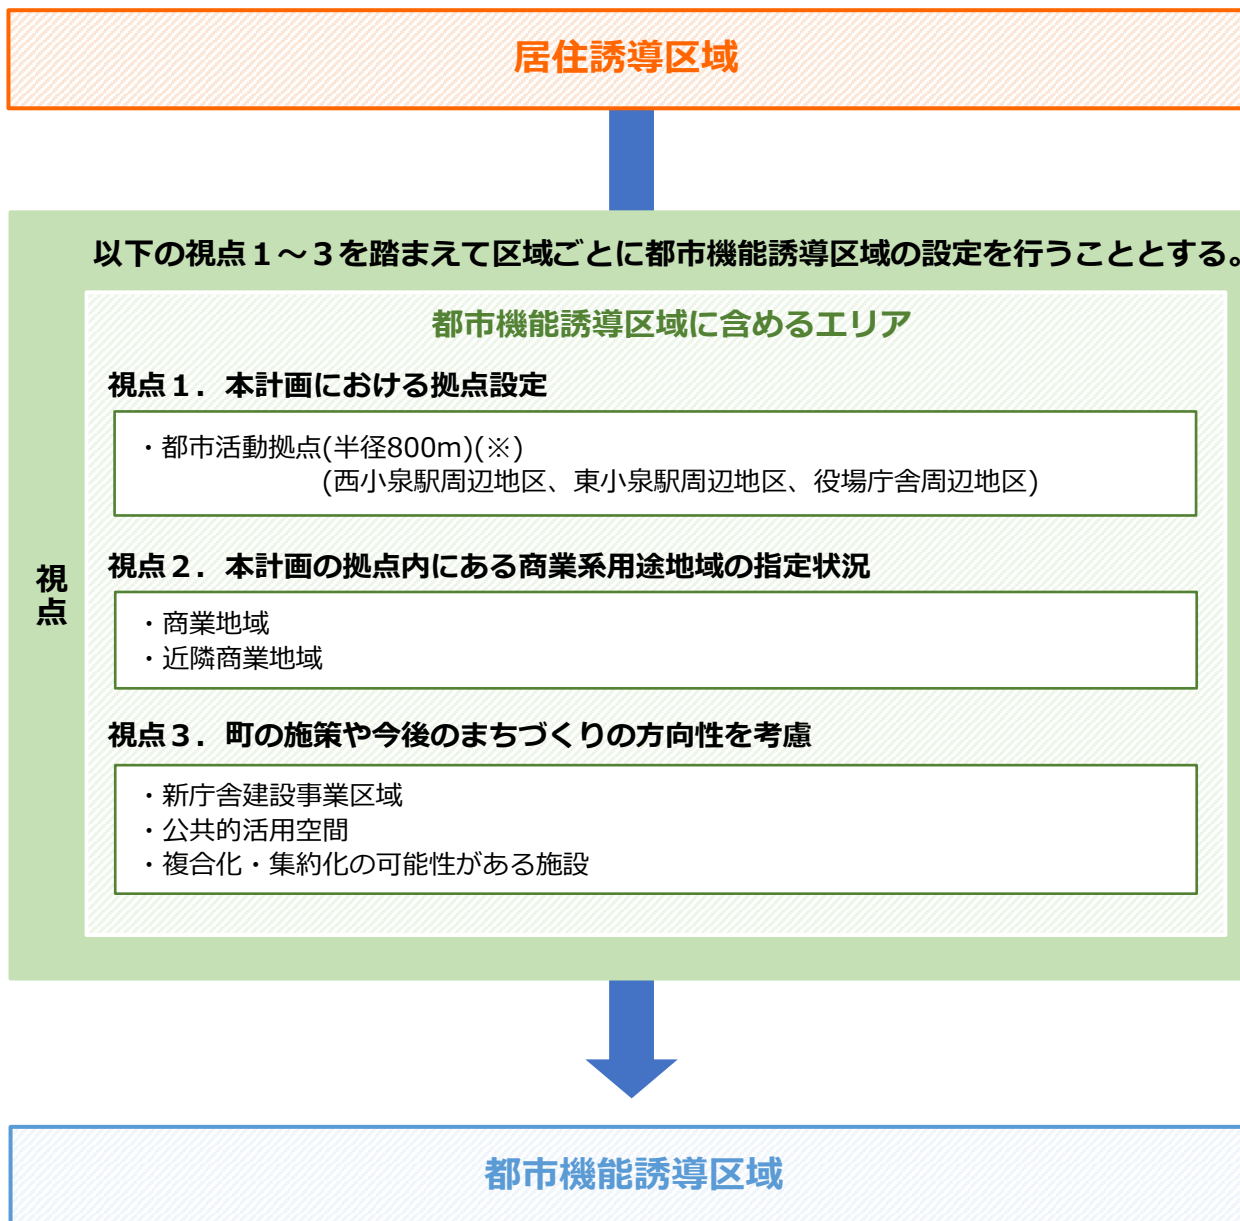 居住誘導区域
以下の視点１～３を踏まえて区域ごとに都市機能誘導区域の設定を行うこととする。
都市機能誘導区域に含めるエリア
視点１．本計画における拠点設定
・都市活動拠点(半径800m)(※)
(西小泉駅周辺地区、東小泉駅周辺地区、役場庁舎周辺地区)
視点
視点２．本計画の拠点内にある商業系用途地域の指定状況
・商業地域
・近隣商業地域
視点３．町の施策や今後のまちづくりの方向性を考慮
・新庁舎建設事業区域
・公共的活用空間
・複合化・集約化の可能性がある施設
都市機能誘導区域